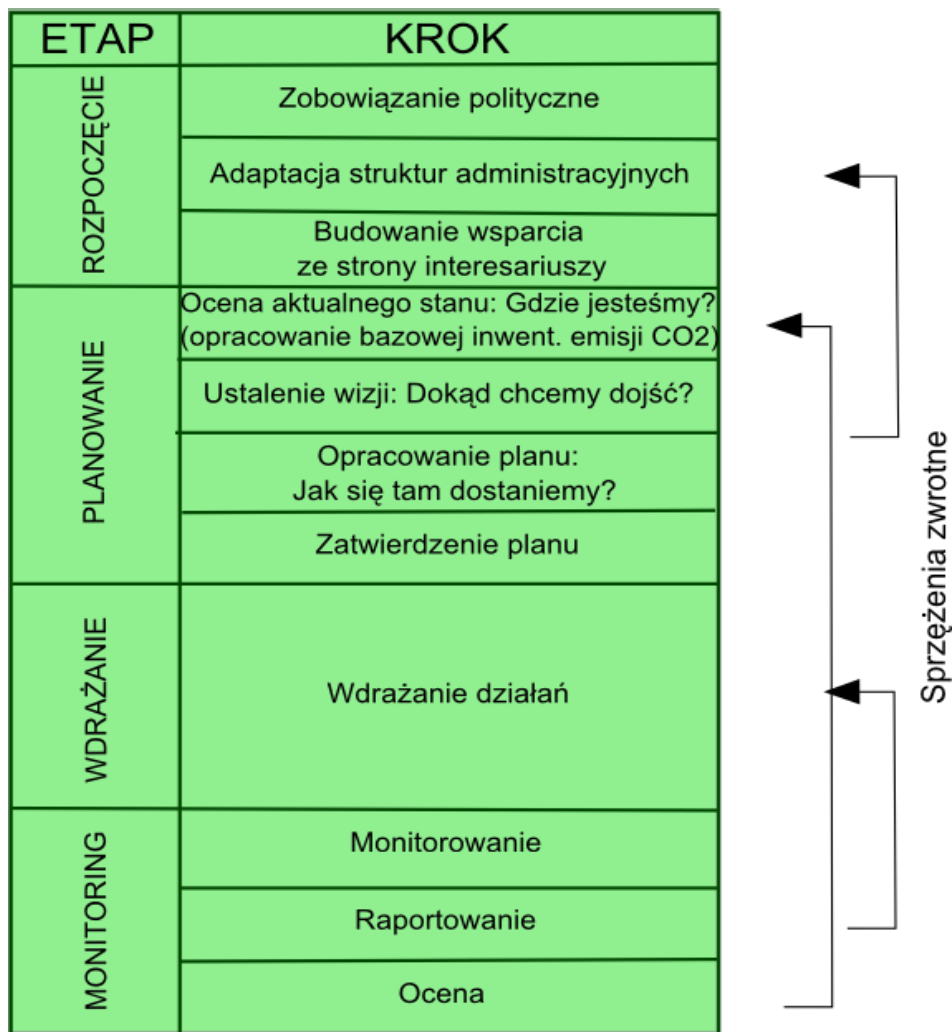 ETAP
KROK
ROZPOCZĘCIE
Zobowiązanie polityczne
Adaptacja struktur administracyjnych
Budowanie wsparcia
ze strony interesariuszy
PLANOWANIE
Ocena aktualnego stanu: Gdzie jesteśmy?
(opracowanie bazowej inwent. emisji CO2)
Ustalenie wizji: Dokąd chcemy dojść?
Opracowanie planu:
Jak się tam dostaniemy?
Zatwierdzenie planu
WDRAŻANIE
Wdrażanie działań
MONITORING
Monitorowanie
Raportowanie
Ocena
Sprzężenia zwrotne